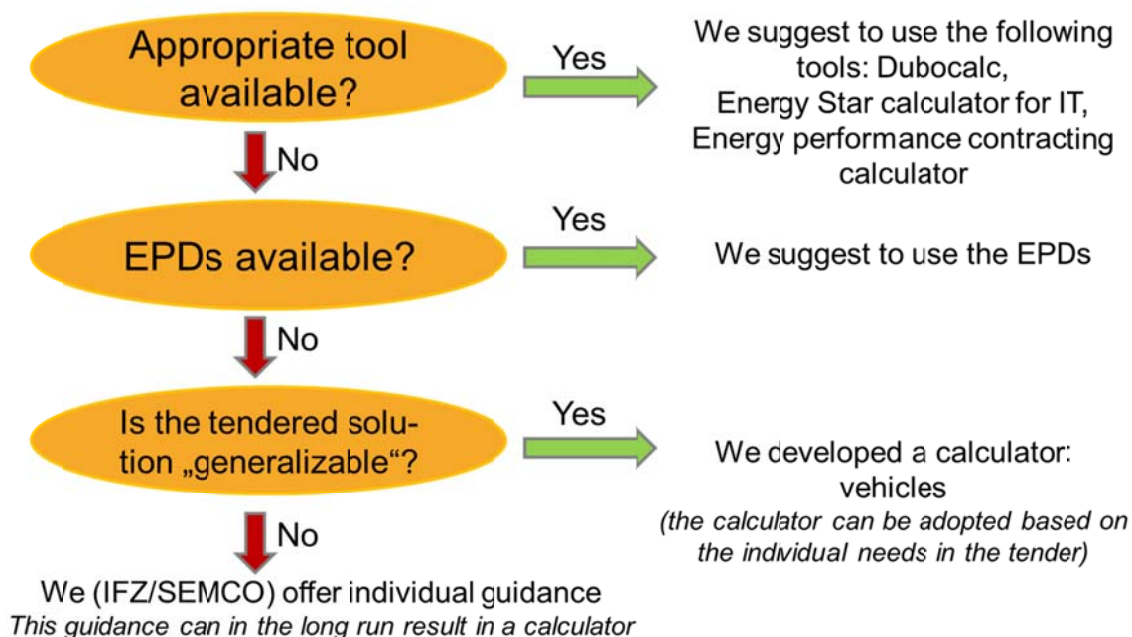 Appropriate tool
available?
Yes
We suggest to use the following
tools: Dubocalc,
Energy Star calculator for IT,
Energy performance contracting
calculator
No
EPDs available?
Yes
We suggest to use the EPDs
No
Is the tendered solu-
tion „generalizable“?
Yes
We developed a calculator:
vehicles
(the calculator can be adopted based on
the individual needs in the tender)
No
We (IFZ/SEMCO) offer individual guidance
This guidance can in the long run result in a calculator